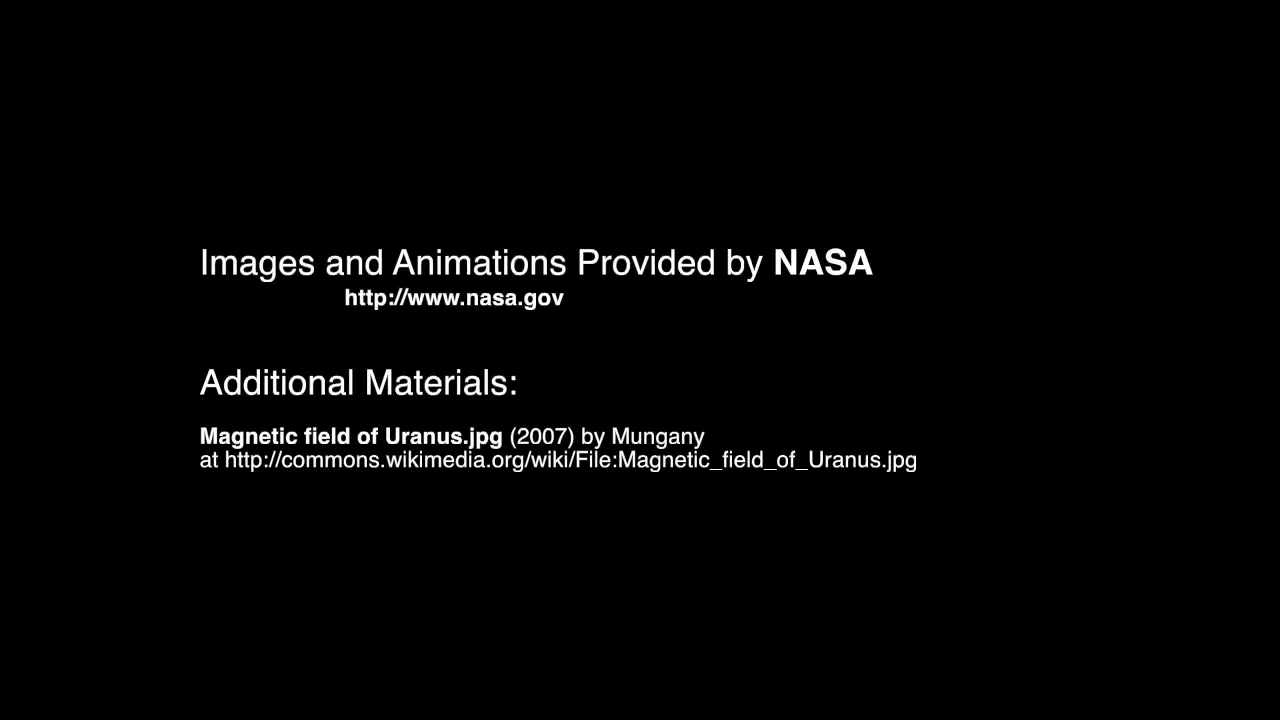 Images and Animations Provided by NASA
http://www.nasa.gov
Additional Materials:
Magnetic field of Uranus.jpg (2007) by Mungany
at http://commons.wikimedia.org/wiki/File:Magnetic_field_of_Uranus.jpg